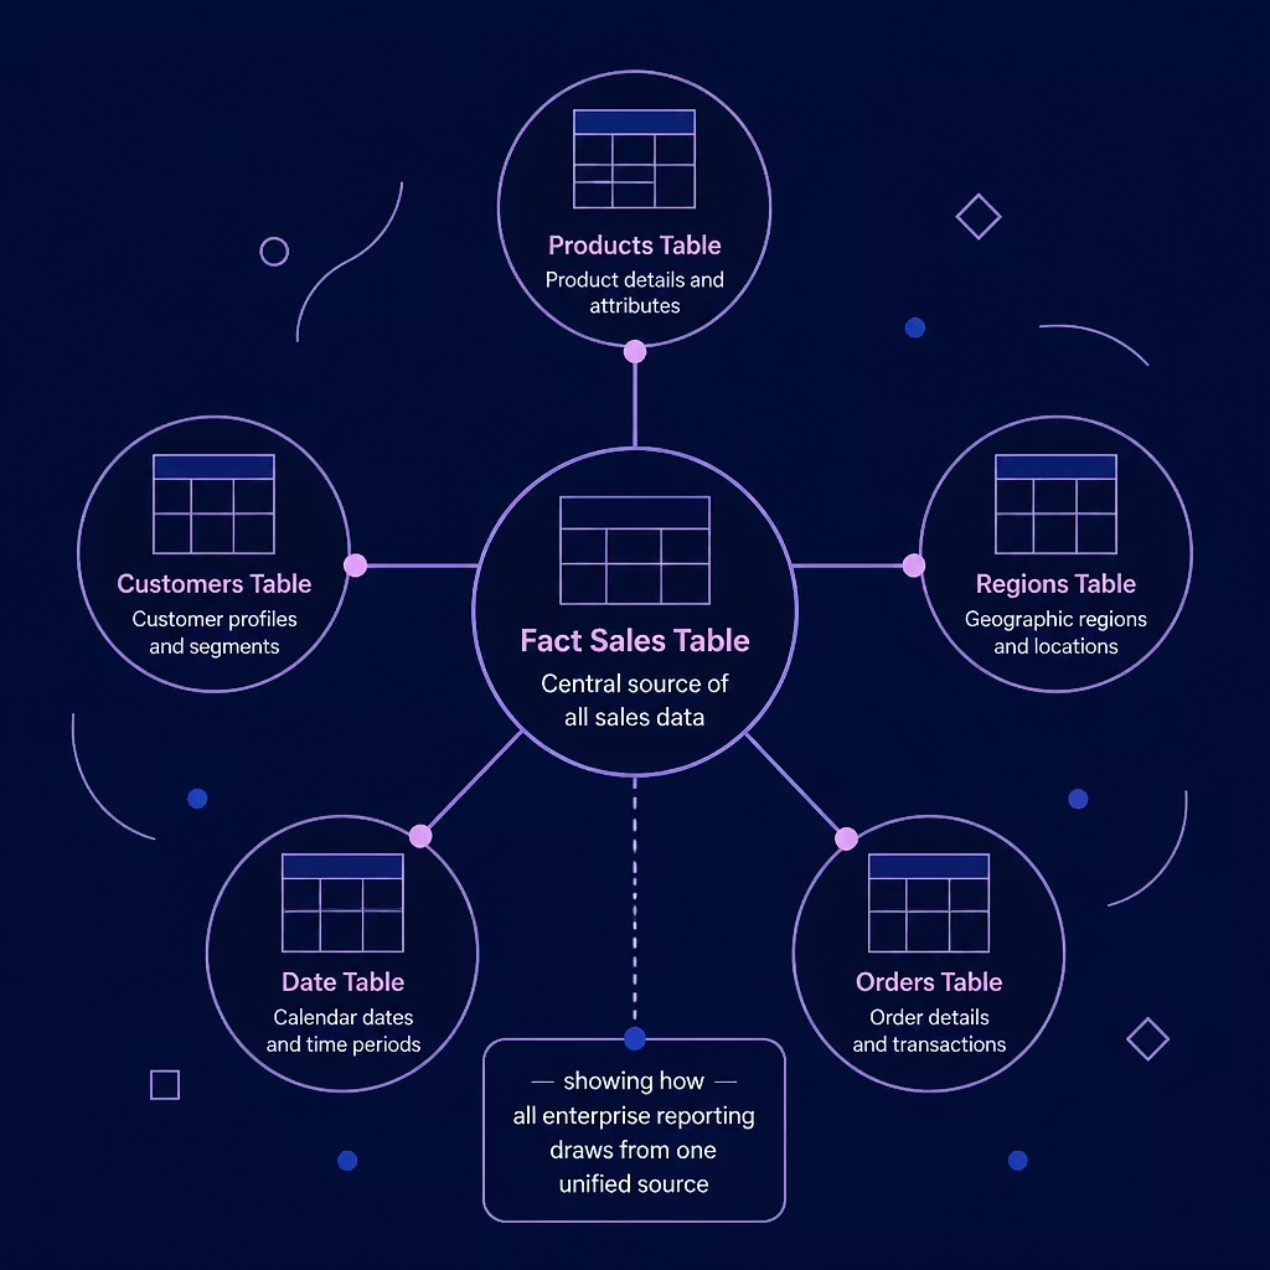 Products Table
Product details and
attributes
Customers Table
Customer profiles
and segments
Fact Sales Table
Central source of
all sales data
Regions Table
Geographic regions
and locations
Date Table
Calendar dates
and time periods
Orders Table
Order details
and transactions
— showing how —
all enterprise reporting
draws from one
unified source